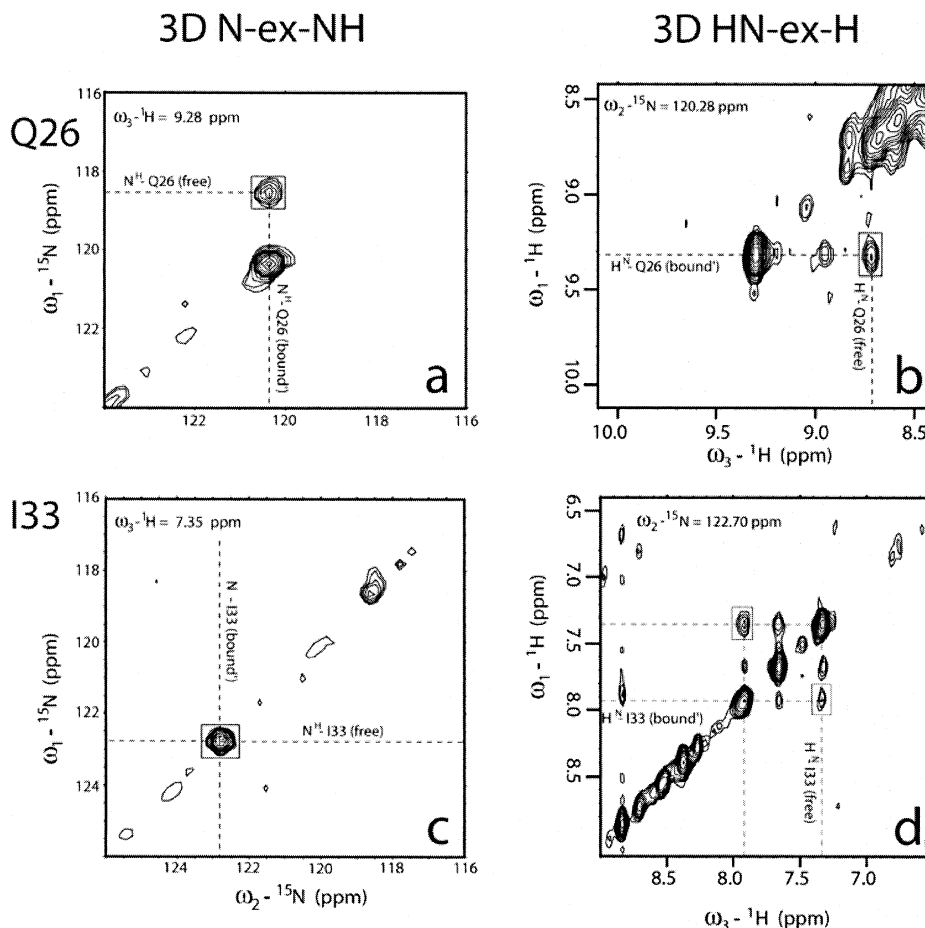 3D N-ex-NH
3D HN-ex-H
Q26
116
118
120
122
ω3-1H = 9.28 ppm
NH- Q26 (free)
NH- Q26 (bound')
ω1 - 15N (ppm)
122
120
118
116
a
8.5
9.0
9.5
10.0
ω2-15N = 120.28 ppm
HN- Q26 (bound')
HN- Q26 (free)
ω1 - 1H (ppm)
10.0
9.5
9.0
8.5
ω3 - 1H (ppm)
b
I33
116
118
120
122
124
ω3-1H = 7.35 ppm
N - I33 (bound')
NH- I33 (free)
ω1 - 15N (ppm)
124
122
120
118
116
ω2 - 15N (ppm)
c
6.5
7.0
7.5
8.0
8.5
ω2-15N = 122.70 ppm
HN- I33 (bound')
HN- I33 (free)
ω1 - 1H (ppm)
8.5
8.0
7.5
7.0
ω3 - 1H (ppm)
d